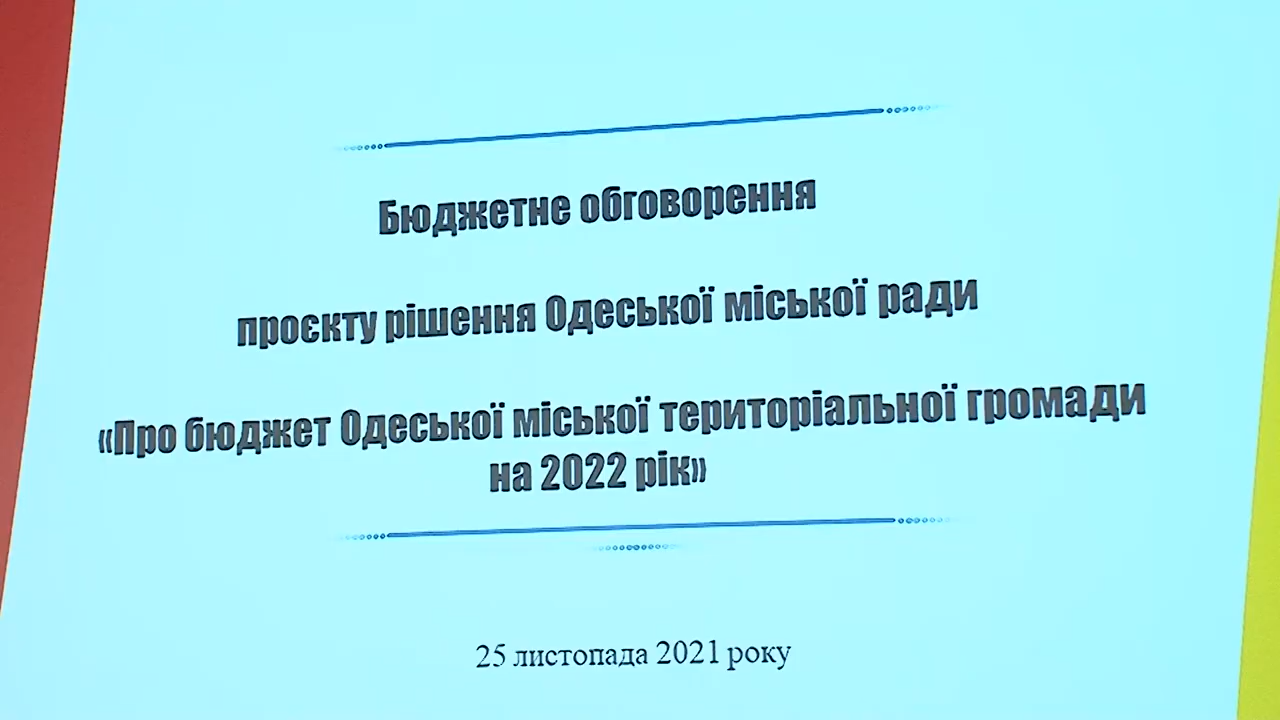 Бюджетне обговорення
проєкту рішення Одеської міської ради
«Про бюджет Одеської міської територіальної громади
на 2022 рік»
25 листопада 2021 року